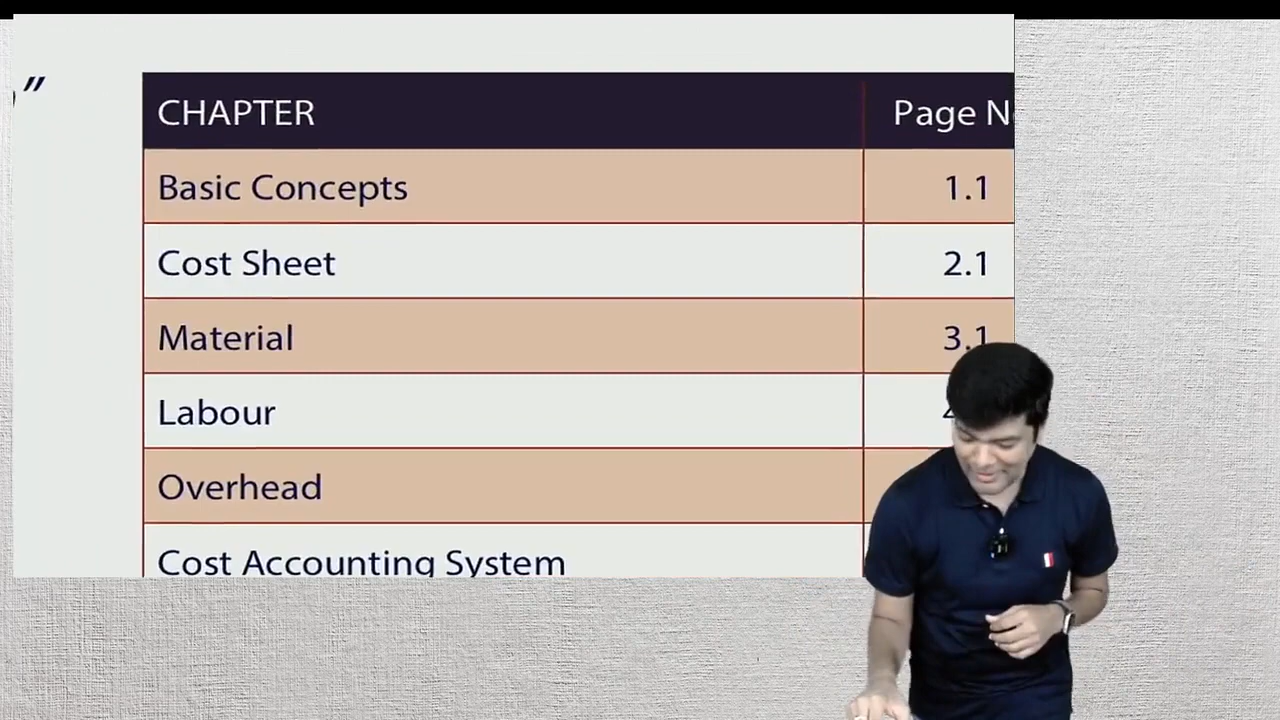 ”
CHAPTER Page N
Basic Concepts 1.1
Cost Sheet 2.1
Material 3.1
Labour
Overhead
Cost Accounting System